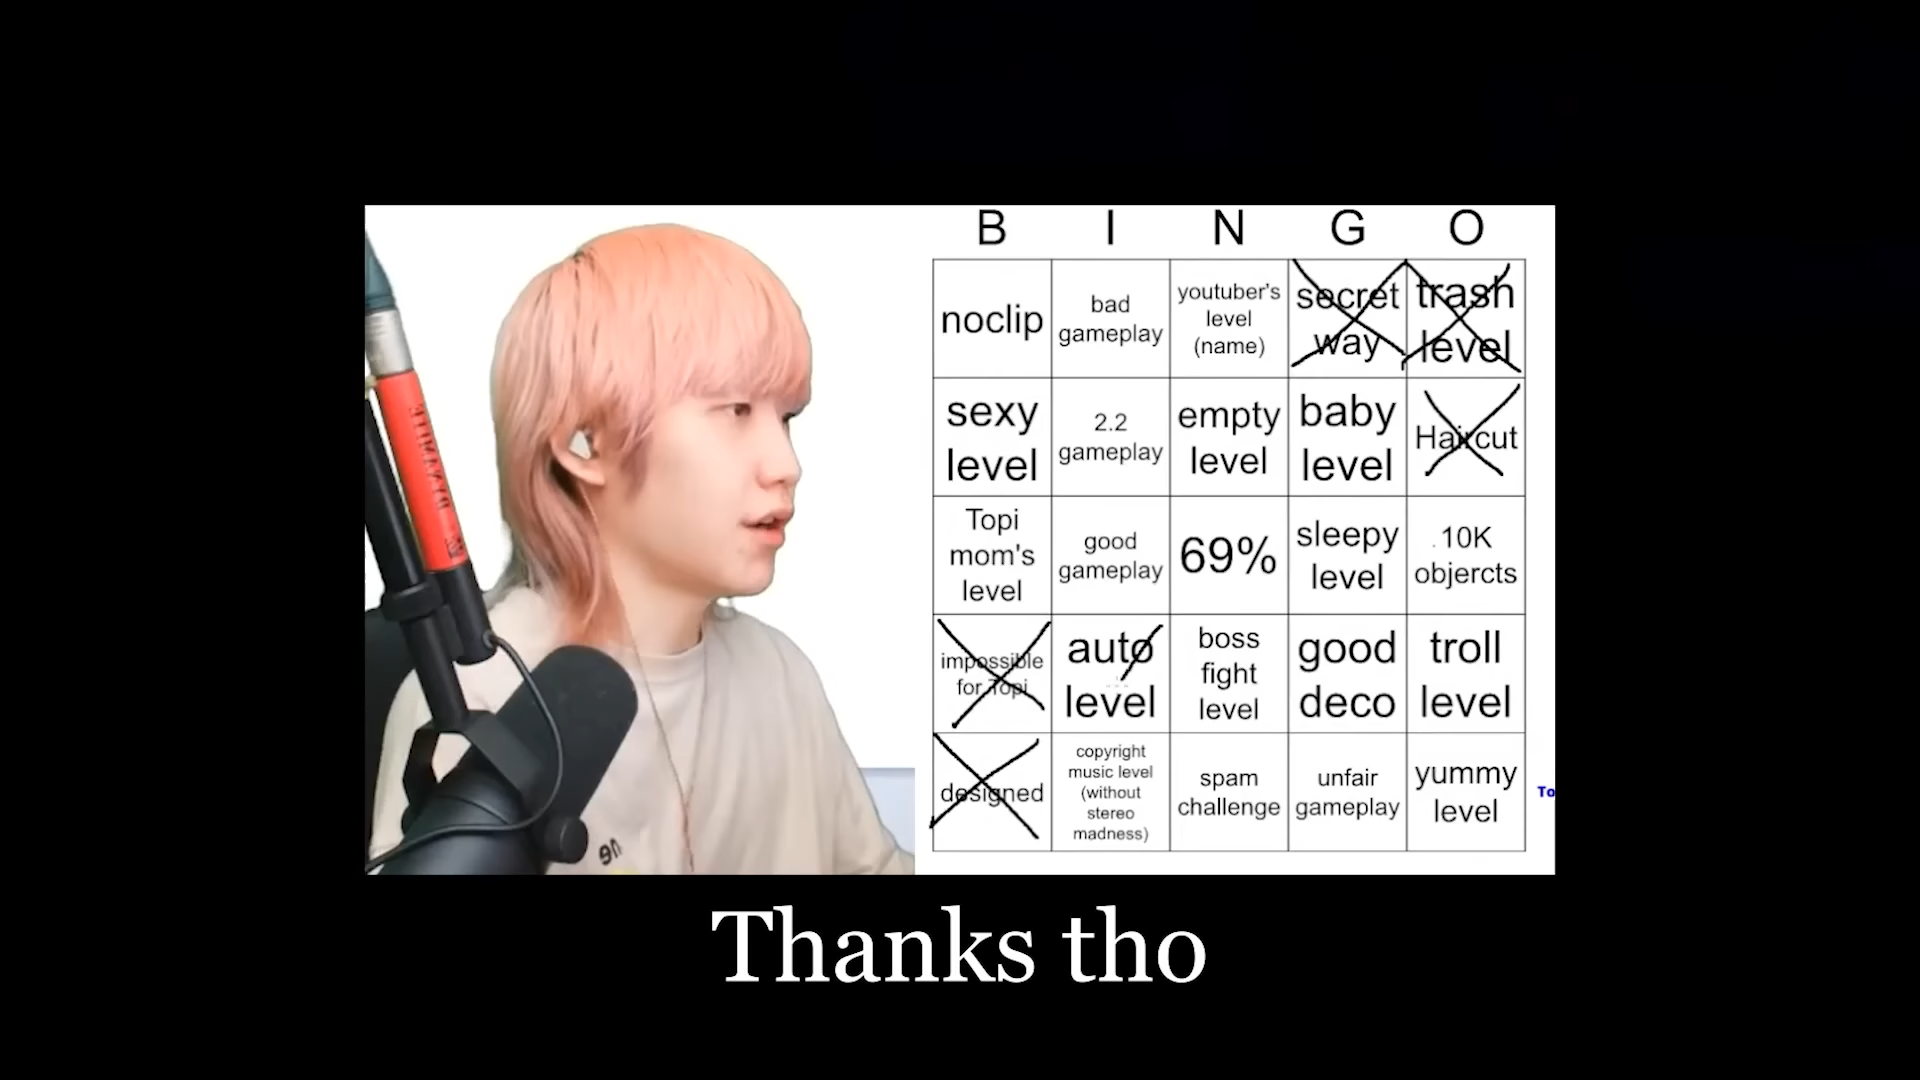 B I N G O
noclip
bad
gameplay
youtuber's
level
(name)
secret
way
trash
level
sexy
level
2.2
gameplay
empty
level
baby
level
Haircut
Topi
mom's
level
good
gameplay
69%
sleepy
level
10K
objercts
impossible
for Topi
auto
level
boss
fight
level
good
deco
troll
level
designed
copyright
music level
(without
stereo
madness)
spam
challenge
unfair
gameplay
yummy
level
To
Thanks tho